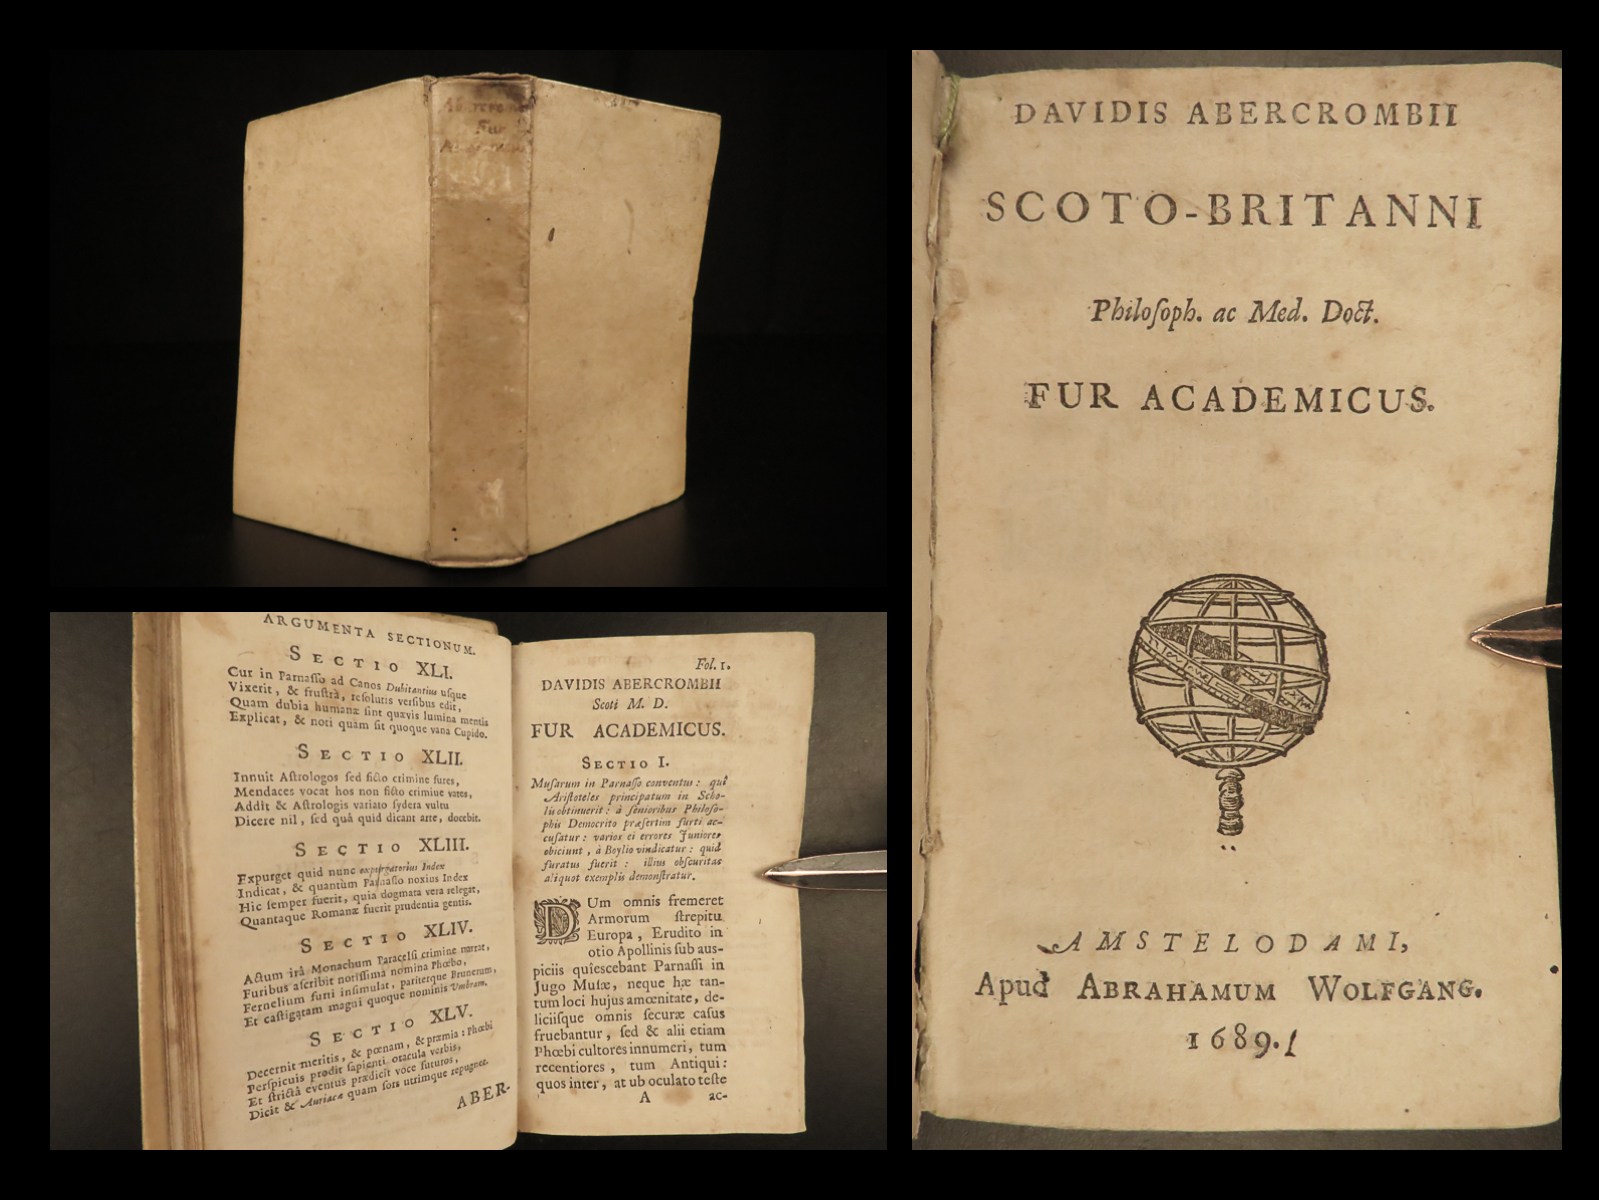 Fur
DAVIDIS ABERCROMBII
SCOTO-BRITANNI
Philoſoph. ac Med. Doct.
FUR ACADEMICUS.
AMSTELODAMI,
Apud ABRAHAMUM WOLFGANG.
1689.
ARGUMENTA SECTIONUM.
SECTIO XLI.
Cur in Parnaſſo ad Canos Dubitantius uſque
Vixerit, & fruſtrà, reſolutis verſibus edit,
Quam dubia humanæ ſint quævis lumina mentis
Explicat, & noti quàm ſit quoque vana Cupido.
SECTIO XLII.
Innuit Aſtrologos ſed ficto crimine fures,
Mendaces vocat hos non ficto crimine vates,
Addit & Aſtrologis variato ſydera vultu
Dicere nil, ſed quâ quid dicant arte, docebit.
SECTIO XLIII.
Expurget quid nunc expurgatorius Index
Indicat, & quantùm Parnaſſo noxius Index
Hic ſemper fuerit, quia dogmata vera relegat,
Quantaque Romanæ fuerit prudentia gentis.
SECTIO XLIV.
Actum irâ Monachum Paracelſi crimine narrat,
Furibus aſcribit notiſſima nomina Phœbo,
Fernelium furti inſimulat, pariterque Brunerum,
Et caſtigatam magni quoque nominis Umbram.
SECTIO XLV.
Decernit meritis, & pœnam, & præmia: Phœbi
Perſpicuis prodit ſapienti oracula verbis,
Et ſtrictâ eventus prædicit voce futuros,
Dicit & Auriacæ quam ſors utrimque repugnet.
ABER-
Fol. 1.
DAVIDIS ABERCROMBII
Scoti M. D.
FUR ACADEMICUS.
SECTIO I.
Muſarum in Parnaſſo conventus: quî
Ariſtoteles principatum in Scho-
lis obtinuerit: à ſenioribus Philoſo-
phis Democrito præſertim furti ac-
cuſatur: varios ei errores Juniores
obiciunt, à Boylio vindicatur: quid
furatus fuerit: illius obſcuritas
aliquot exemplis demonſtratur.
DUm omnis fremeret
Armorum ſtrepitu
Europa, Erudito in
otio Apollinis ſub aus-
piciis quieſcebant Parnaſſi in
Jugo Muſæ, neque hæ tan-
tum loci hujus amœnitate, de-
liciiſque omnis ſecuræ caſus
fruebantur, ſed & alii etiam
Phœbi cultores innumeri, tum
recentiores, tum Antiqui:
quos inter, at ub oculato teſte
A ac-